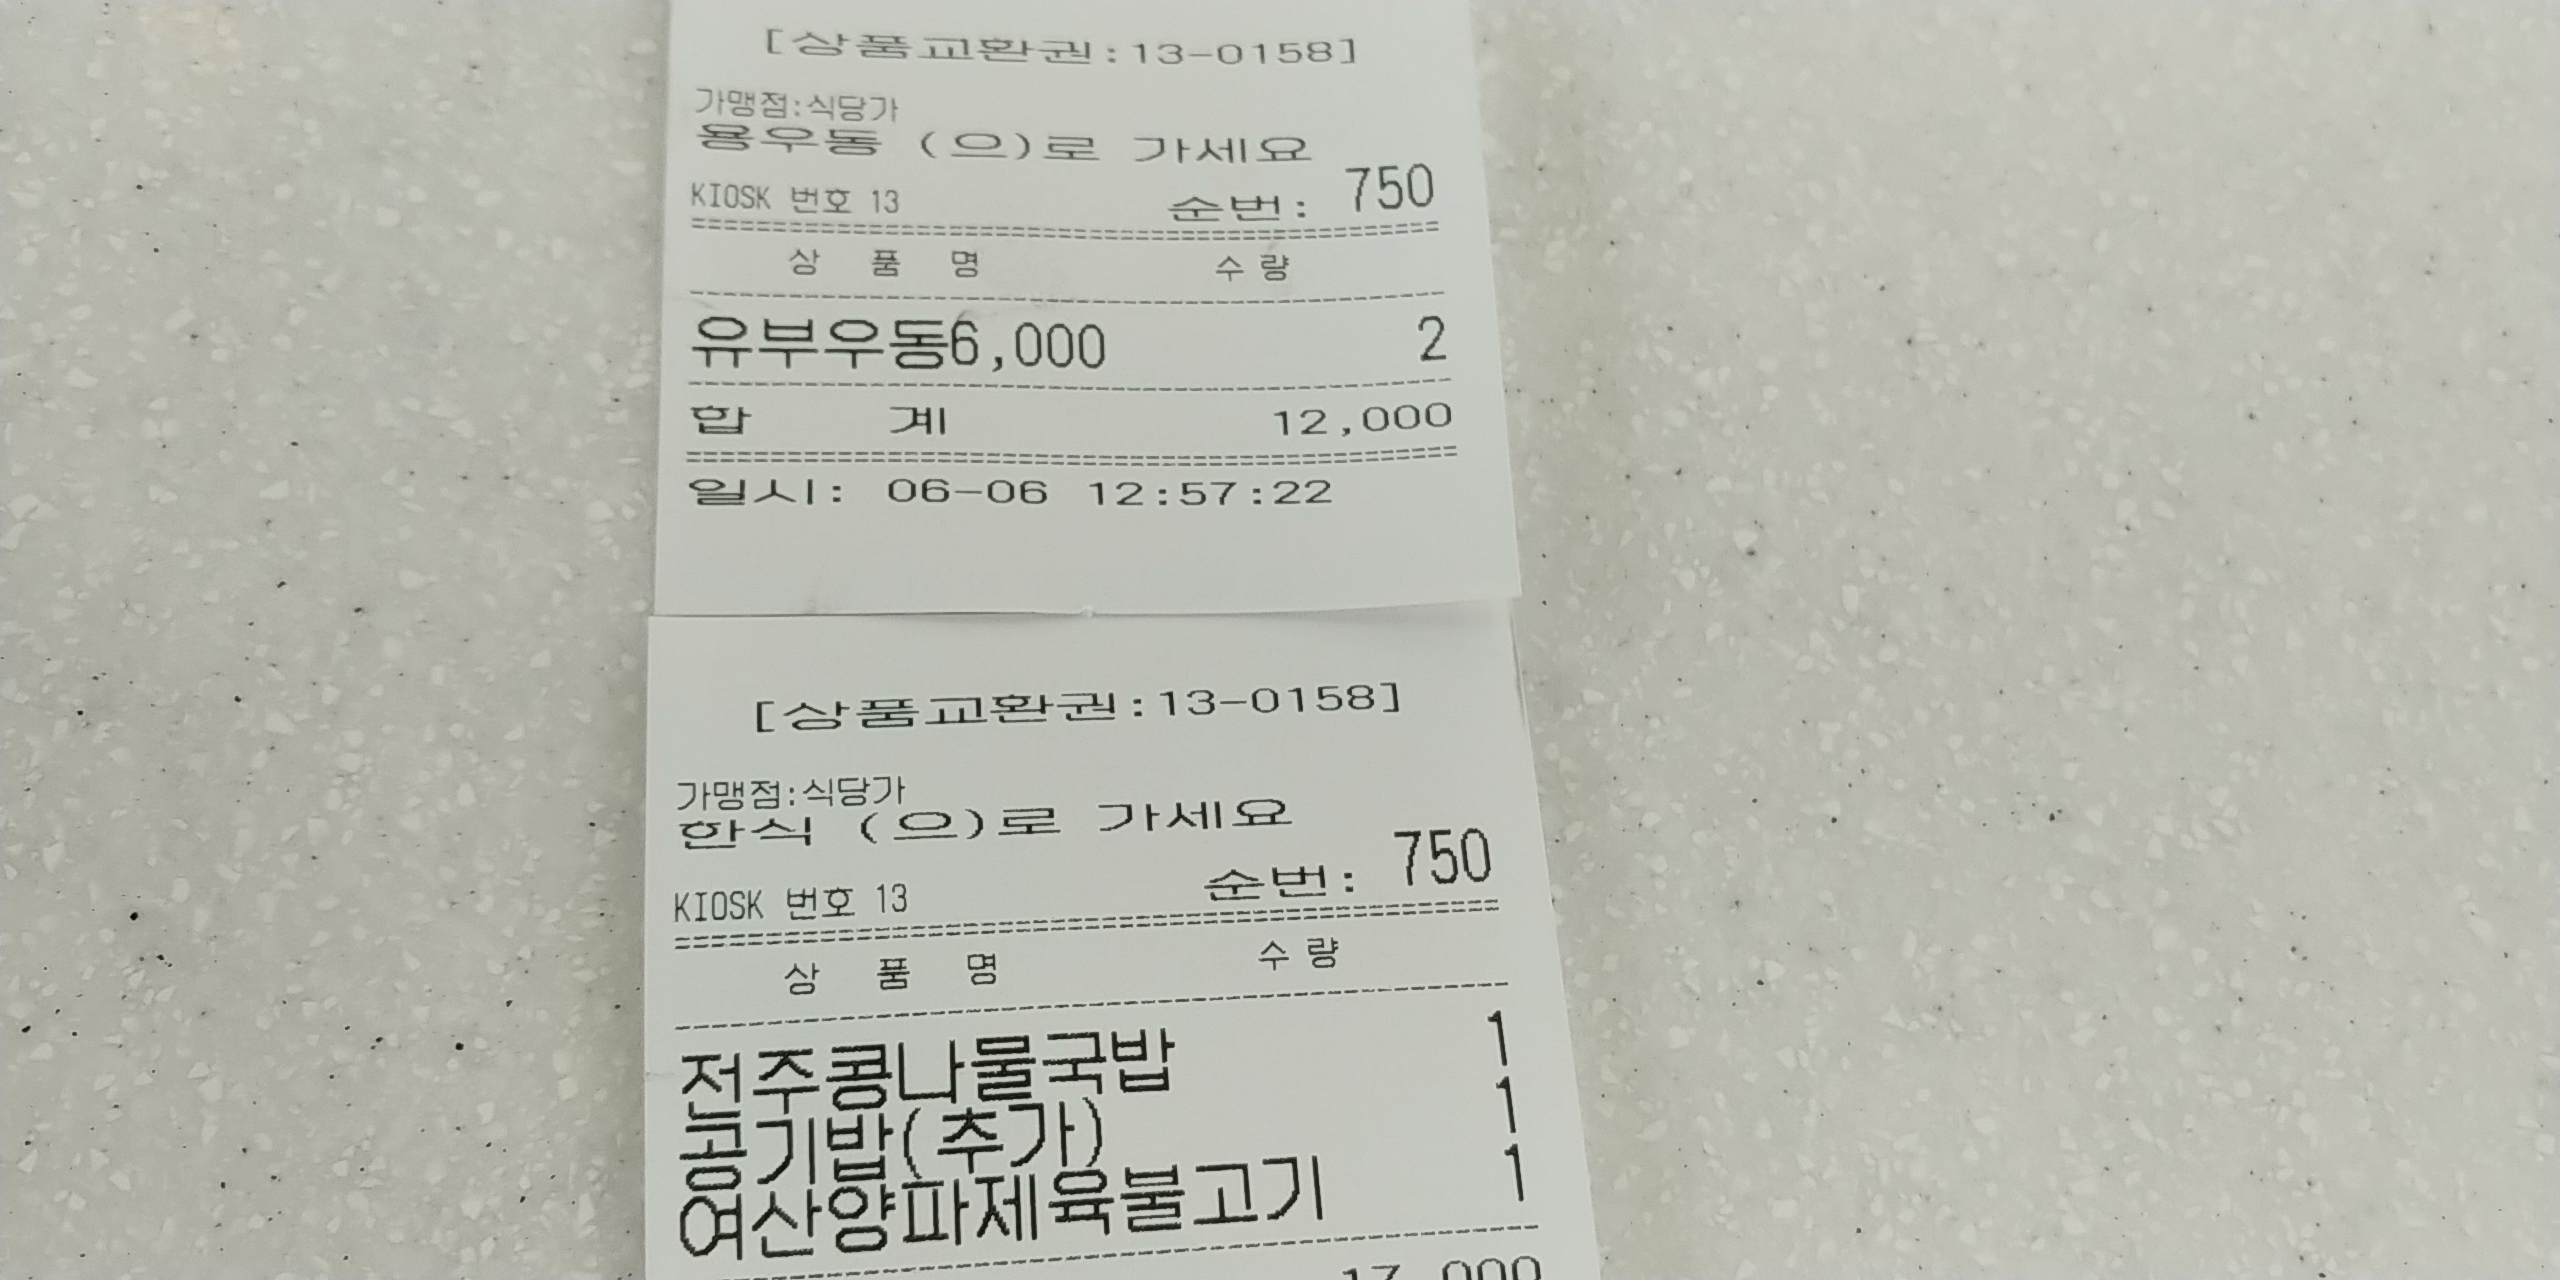 [상품교환권:13-0158]
가맹점:식당가
용우동 (으)로 가세요
KIOSK 번호 13 순번: 750
상 품 명 수 량
유부우동6,000 2
합 계 12,000
일시: 06-06 12:57:22
[상품교환권:13-0158]
가맹점:식당가
한식 (으)로 가세요
KIOSK 번호 13 순번: 750
상 품 명 수 량
전주콩나물국밥 1
공기밥(추가) 1
여산양파제육불고기 1
17,000